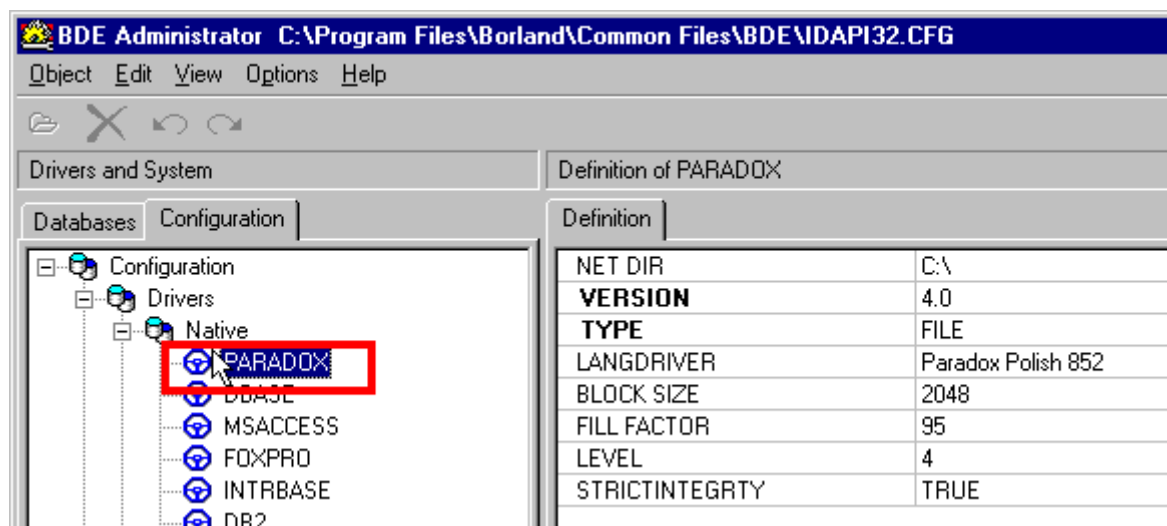 BDE Administrator C:\Program Files\Borland\Common Files\BDE\IDAPI32.CFG
Object Edit View Options Help
Drivers and System
Definition of PARADOX
Databases Configuration
Definition
Configuration
Drivers
Native
PARADOX
DBASE
MSACCESS
FOXPRO
INTRBASE
DB2
NET DIR C:\
VERSION 4.0
TYPE FILE
LANGDRIVER Paradox Polish 852
BLOCK SIZE 2048
FILL FACTOR 95
LEVEL 4
STRICTINTEGRTY TRUE